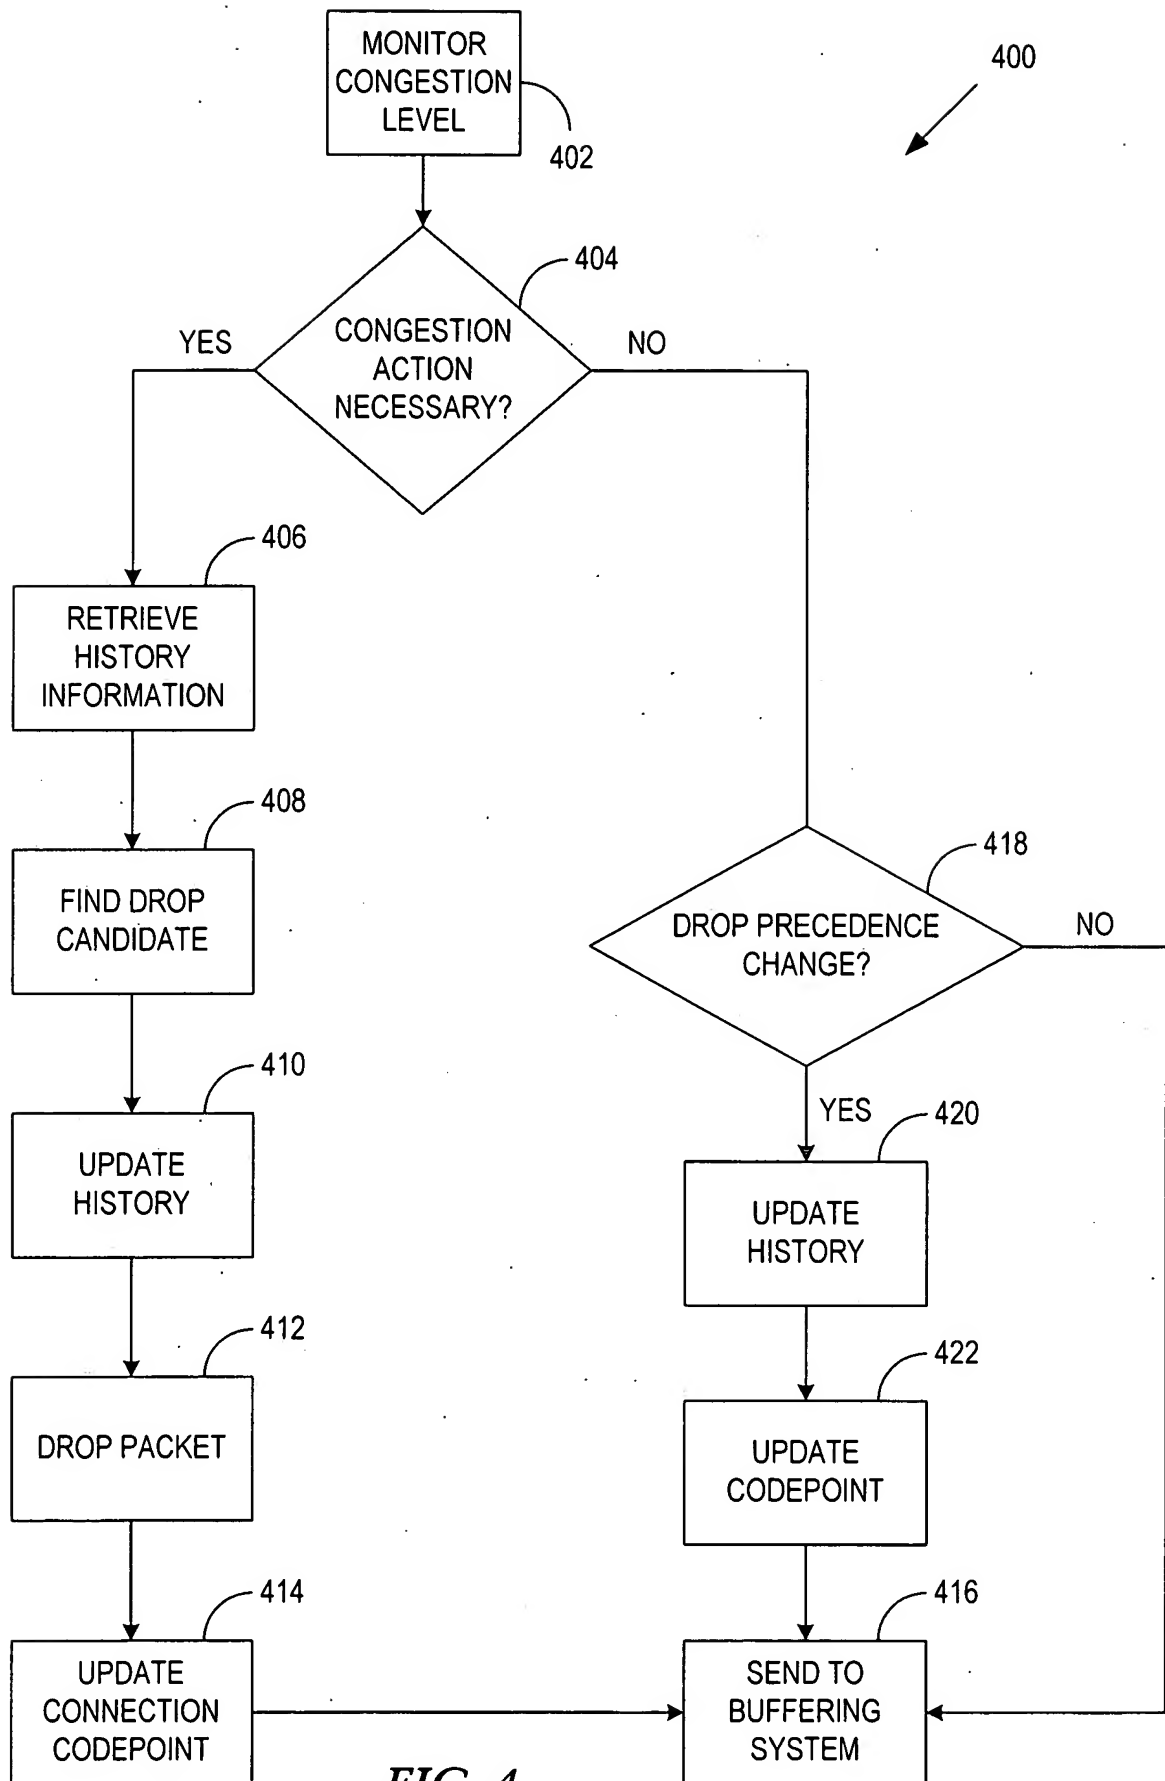 MONITOR
CONGESTION
LEVEL
402
400
404
CONGESTION
ACTION
NECESSARY?
YES
NO
406
RETRIEVE
HISTORY
INFORMATION
408
FIND DROP
CANDIDATE
418
DROP PRECEDENCE
CHANGE?
NO
YES
410
UPDATE
HISTORY
420
UPDATE
HISTORY
412
DROP PACKET
422
UPDATE
CODEPOINT
414
UPDATE
CONNECTION
CODEPOINT
416
SEND TO
BUFFERING
SYSTEM
FIG. 4